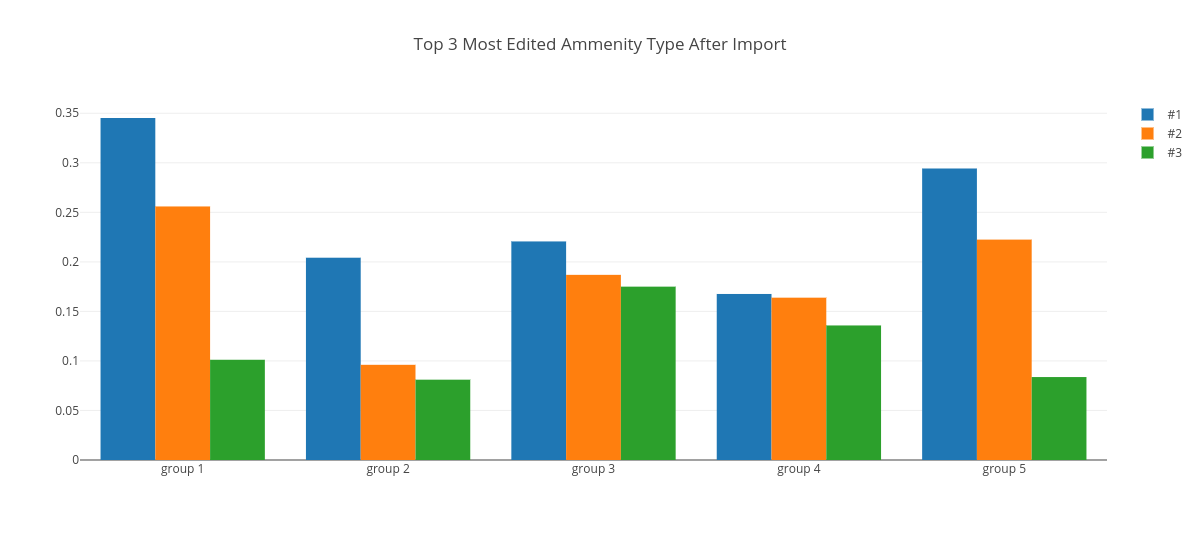 Top 3 Most Edited Ammenity Type After Import
0.35
0.3
0.25
0.2
0.15
0.1
0.05
0
group 1
group 2
group 3
group 4
group 5
#1
#2
#3